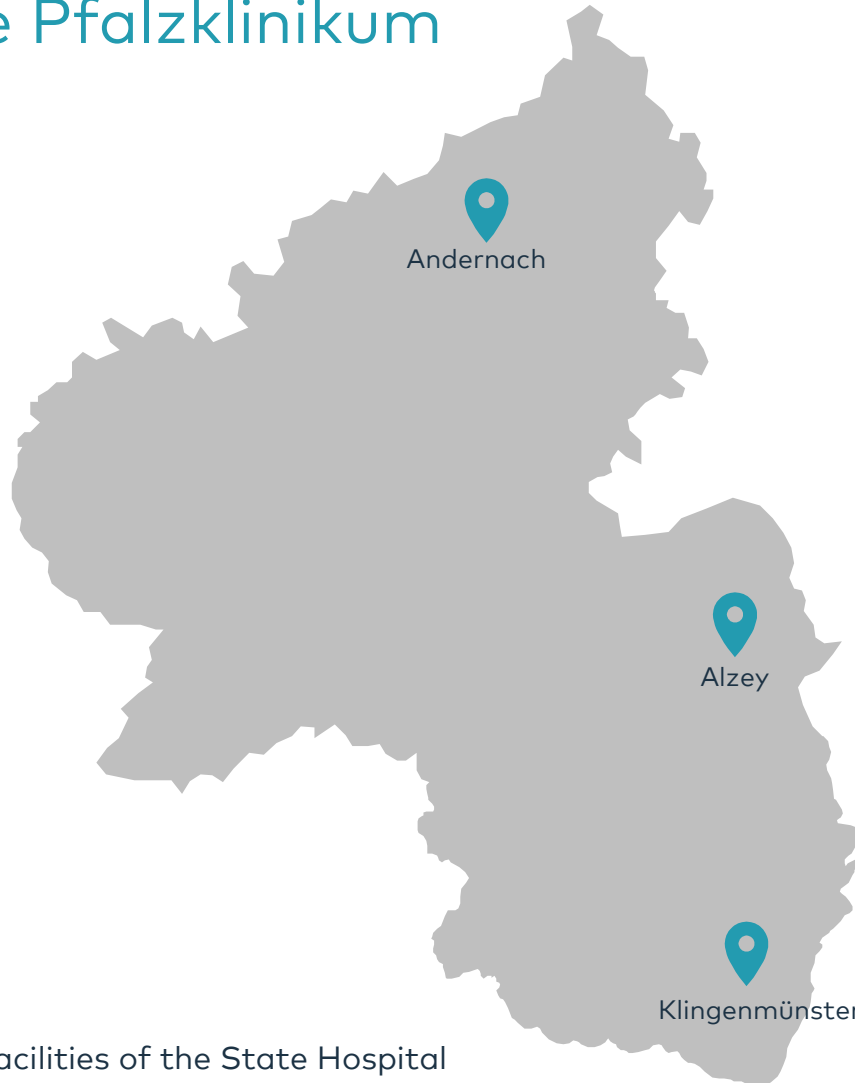 e Pfalzklinikum
Andernach
Alzey
Klingenmünster
acilities of the State Hospital